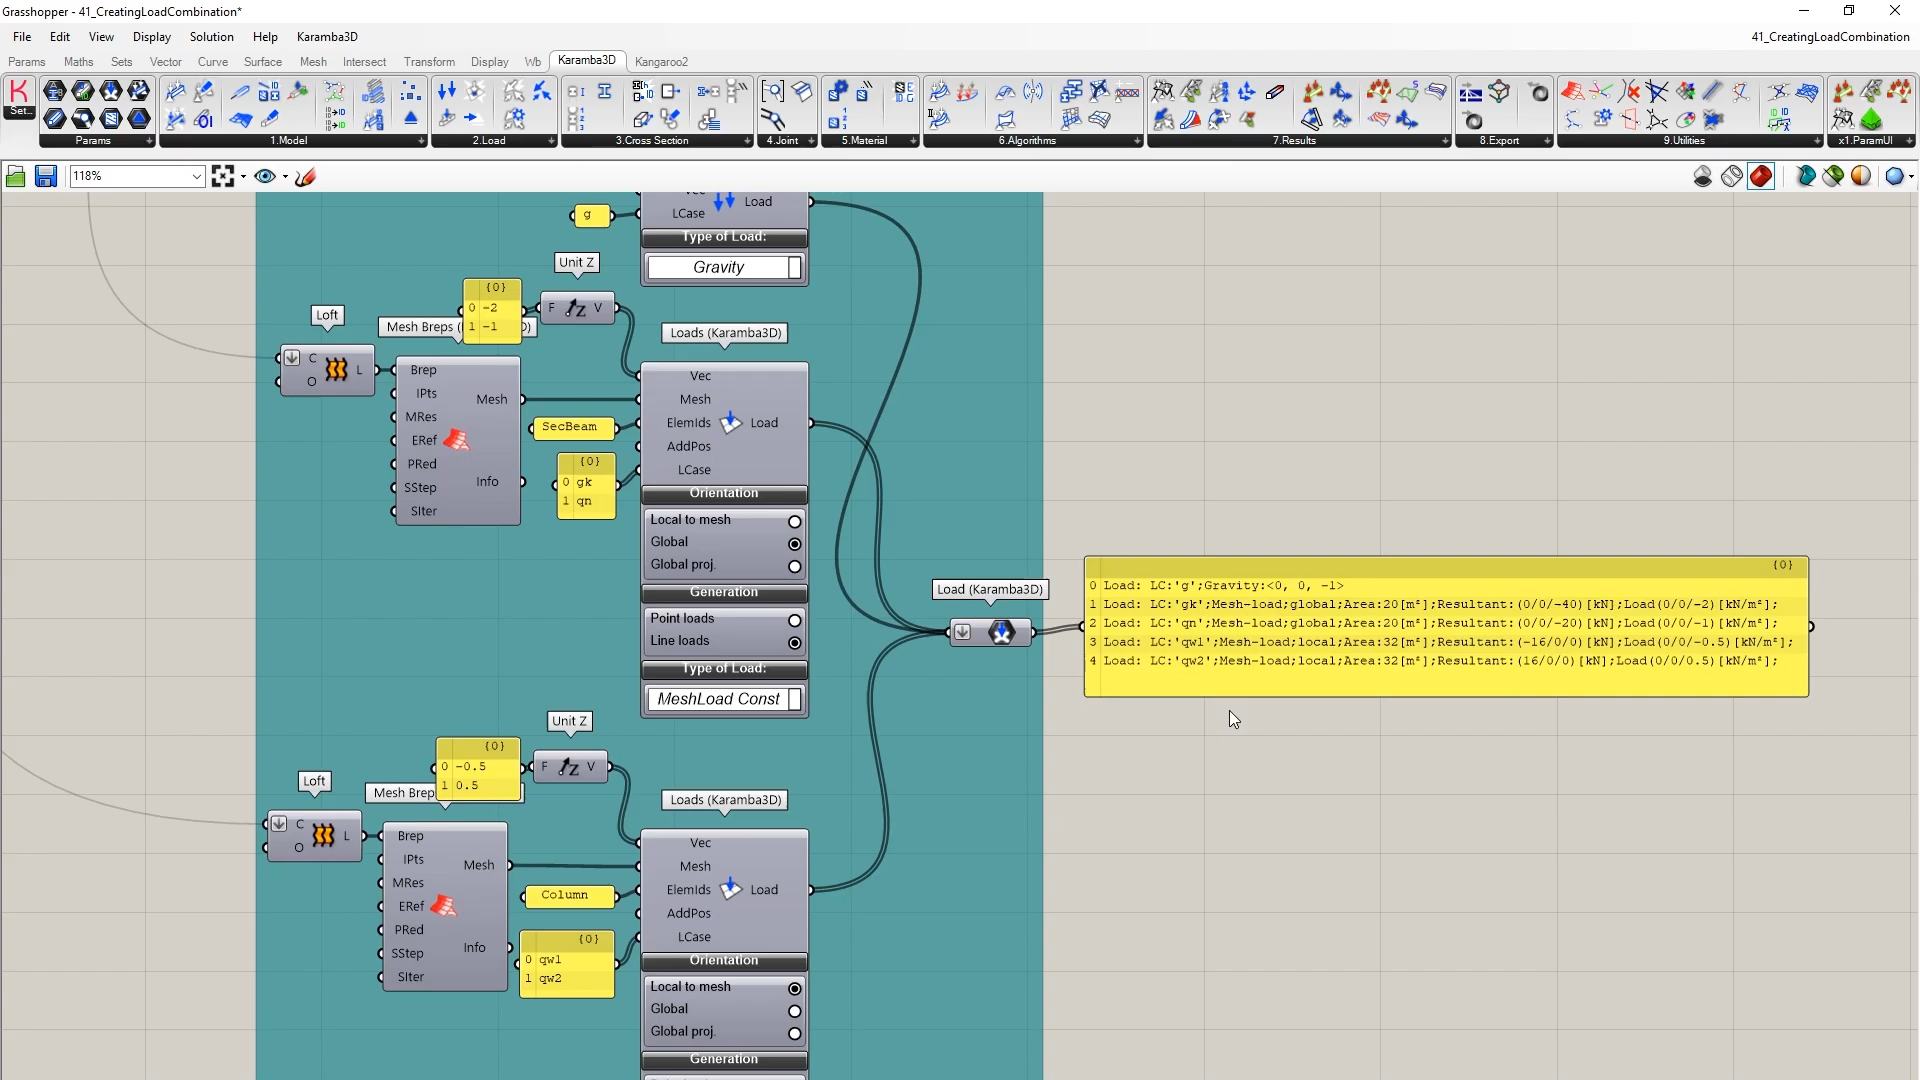 Grasshopper - 41_CreatingLoadCombination*
File Edit View Display Solution Help Karamba3D
41_CreatingLoadCombination
Params Maths Sets Vector Curve Surface Mesh Intersect Transform Display Wb Karamba3D Kangaroo2
Set..
Params 1.Model 2.Load 3.Cross Section 4.Joint 5.Material 6.Algorithms 7.Results 8.Export 9.Utilities x1.ParamUI
118%
g
LCase
Load
Type of Load:
Gravity
Unit Z
{0}
0 -2
1 -1
F V
Loft
Mesh Breps (
D)
C
O
L
Brep
IPts
MRes
ERef
PRed
SStep
SIter
Mesh
Info
Loads (Karamba3D)
Vec
Mesh
ElemIds
AddPos
LCase
Load
SecBeam
{0}
0 gk
1 qn
Orientation
Local to mesh
Global
Global proj.
Generation
Point loads
Line loads
Type of Load:
MeshLoad Const
Load (Karamba3D)
{0}
0 Load: LC:'g';Gravity:<0, 0, -1>
1 Load: LC:'gk';Mesh-load;global;Area:20[m²];Resultant:(0/0/-40)[kN];Load(0/0/-2)[kN/m²];
2 Load: LC:'qn';Mesh-load;global;Area:20[m²];Resultant:(0/0/-20)[kN];Load(0/0/-1)[kN/m²];
3 Load: LC:'qw1';Mesh-load;local;Area:32[m²];Resultant:(-16/0/0)[kN];Load(0/0/-0.5)[kN/m²];
4 Load: LC:'qw2';Mesh-load;local;Area:32[m²];Resultant:(16/0/0)[kN];Load(0/0/0.5)[kN/m²];
Unit Z
{0}
0 -0.5
1 0.5
F V
Loft
Mesh Brep
C
O
L
Brep
IPts
MRes
ERef
PRed
SStep
SIter
Mesh
Info
Loads (Karamba3D)
Vec
Mesh
ElemIds
AddPos
LCase
Load
Column
{0}
0 qw1
1 qw2
Orientation
Local to mesh
Global
Global proj.
Generation